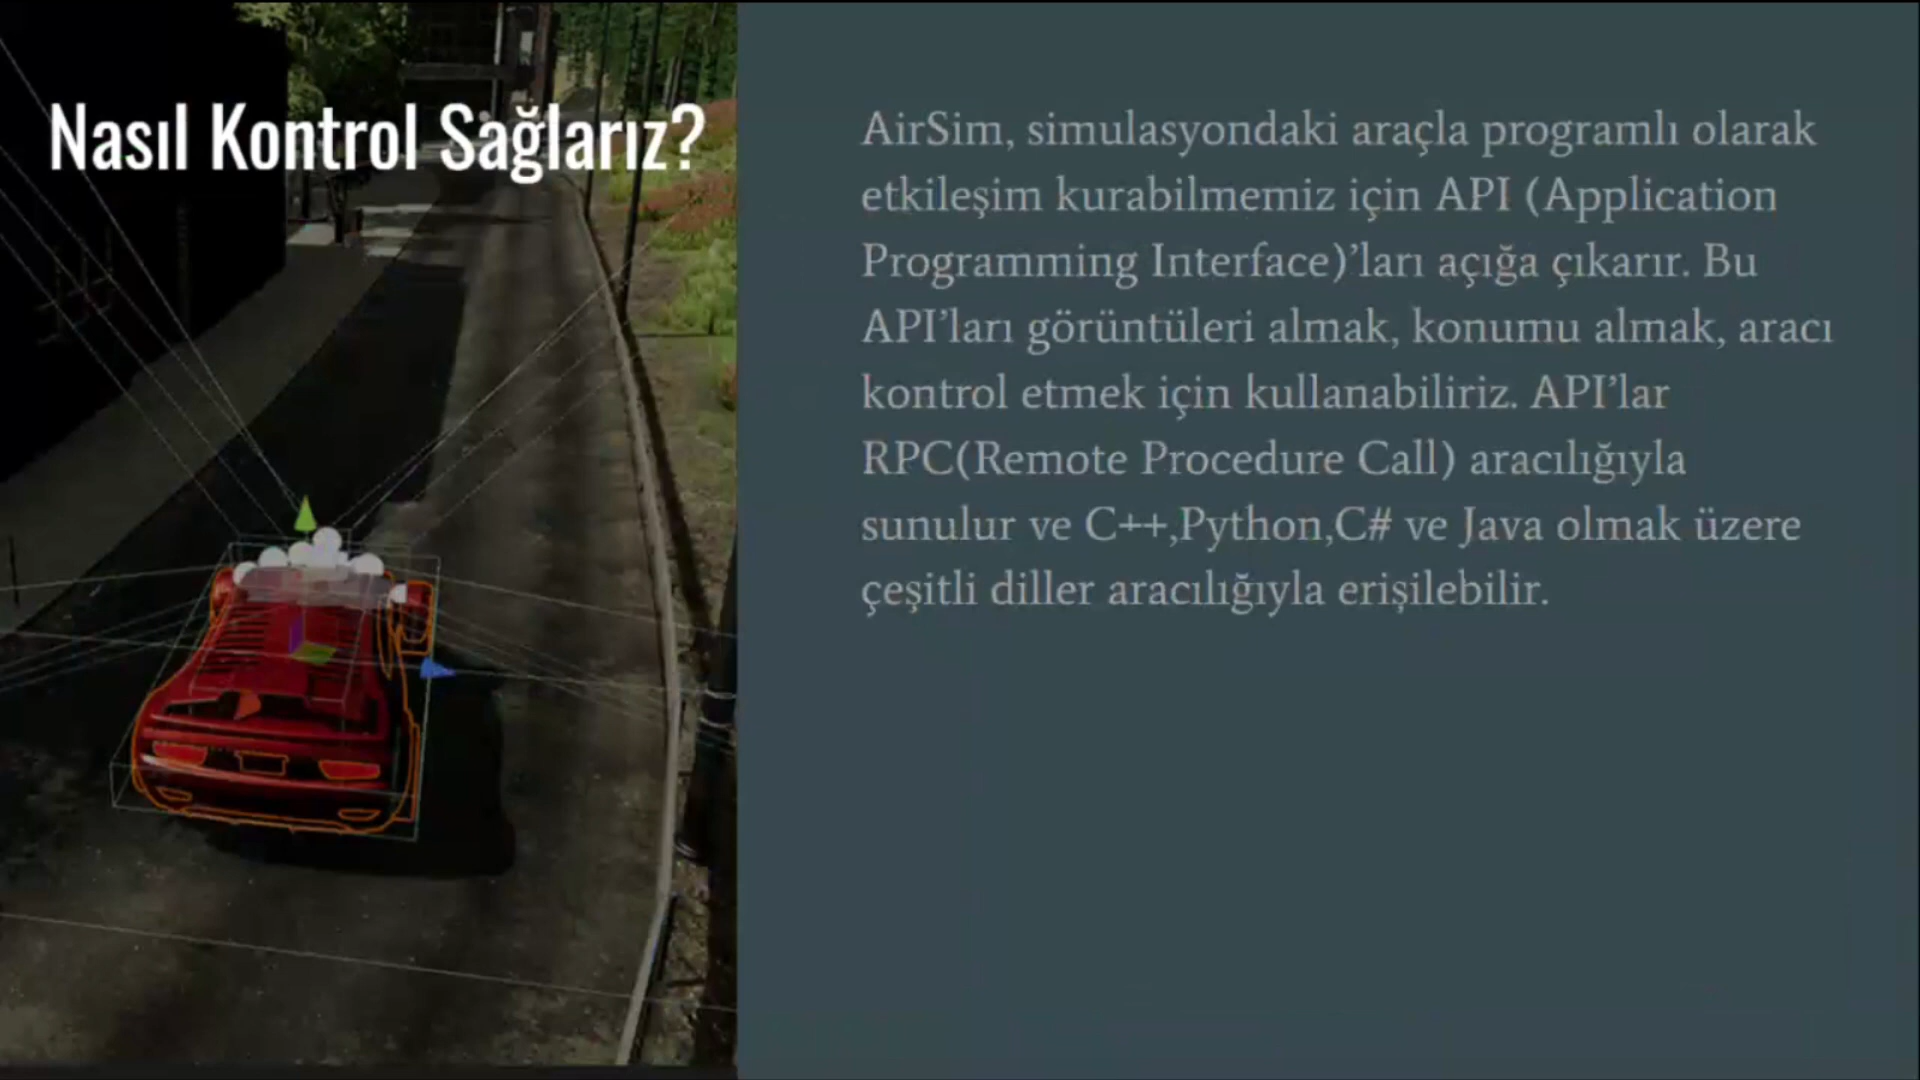 Nasıl Kontrol Sağlarız?
AirSim, simulasyondaki araçla programlı olarak
etkileşim kurabilmemiz için API (Application
Programming Interface)’ları açığa çıkarır. Bu
API’ları görüntüleri almak, konumu almak, aracı
kontrol etmek için kullanabiliriz. API’lar
RPC(Remote Procedure Call) aracılığıyla
sunulur ve C++,Python,C# ve Java olmak üzere
çeşitli diller aracılığıyla erişilebilir.